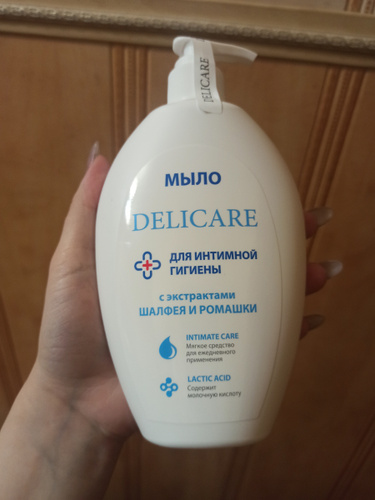 DELICARE
МЫЛО
DELICARE
ДЛЯ ИНТИМНОЙ
ГИГИЕНЫ
с экстрактами
ШАЛФЕЯ И РОМАШКИ
INTIMATE CARE
Мягкое средство
для ежедневного
применения
LACTIC ACID
Содержит
молочную кислоту